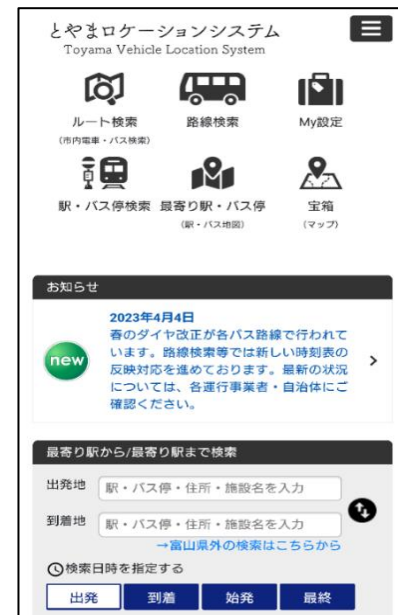 とやまロケーションシステム
Toyama Vehicle Location System
ルート検索
(市内電車・バス検索)
路線検索
My設定
駅・バス停検索
最寄り駅・バス停
(駅・バス地図)
宝箱
(マップ)
お知らせ
new
2023年4月4日
春のダイヤ改正が各バス路線で行われて
います。路線検索等では新しい時刻表の
反映対応を進めております。最新の状況
については、各運行事業者・自治体にご
確認ください。
最寄り駅から/最寄り駅まで検索
出発地 駅・バス停・住所・施設名を入力
到着地 駅・バス停・住所・施設名を入力
→富山県外の検索はこちらから
検索日時を指定する
出発 到着 始発 最終